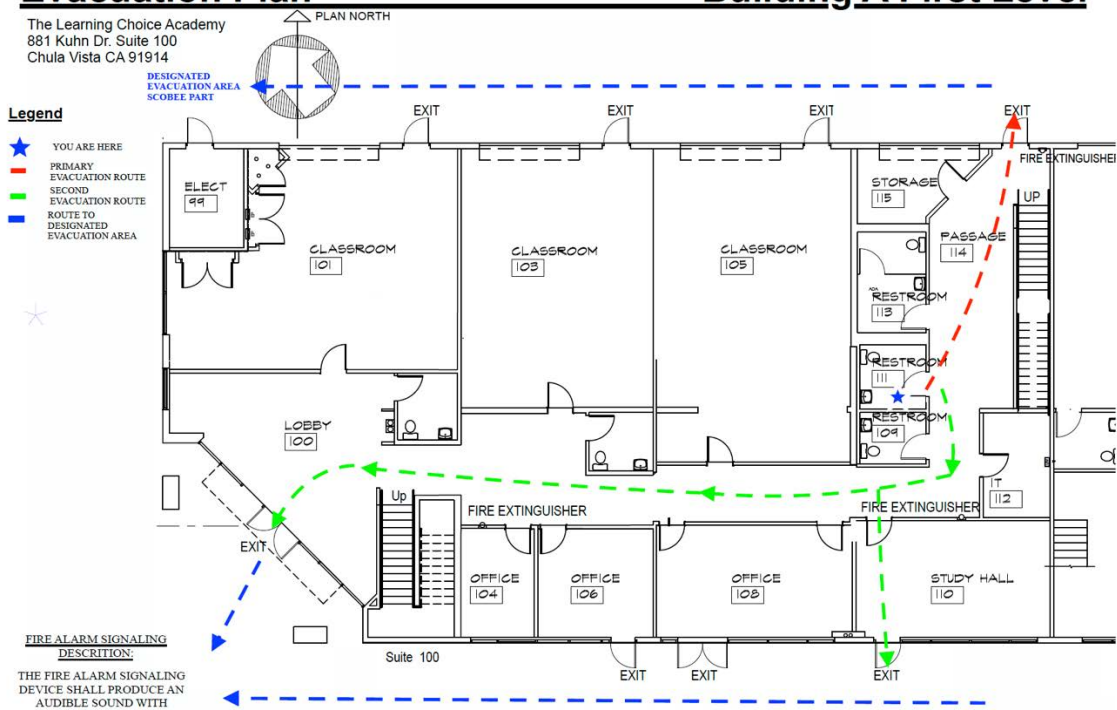 Evacuation Plan Building A First Level
The Learning Choice Academy
881 Kuhn Dr. Suite 100
Chula Vista CA 91914
PLAN NORTH
DESIGNATED
EVACUATION AREA
SCOBEE PART
Legend
YOU ARE HERE
PRIMARY
EVACUATION ROUTE
SECOND
EVACUATION ROUTE
ROUTE TO
DESIGNATED
EVACUATION AREA
EXIT
EXIT
EXIT
EXIT
FIRE EXTINGUISHE
ELECT
99
STORAGE
115
UP
CLASSROOM
101
CLASSROOM
103
CLASSROOM
105
PASSAGE
114
RESTROOM
113
RESTROOM
111
RESTROOM
109
LOBBY
100
IT
112
Up
FIRE EXTINGUISHER
FIRE EXTINGUISHER
EXIT
OFFICE
104
OFFICE
106
OFFICE
108
STUDY HALL
110
Suite 100
EXIT
EXIT
EXIT
FIRE ALARM SIGNALING
DESCRITION:
THE FIRE ALARM SIGNALING
DEVICE SHALL PRODUCE AN
AUDIBLE SOUND WITH